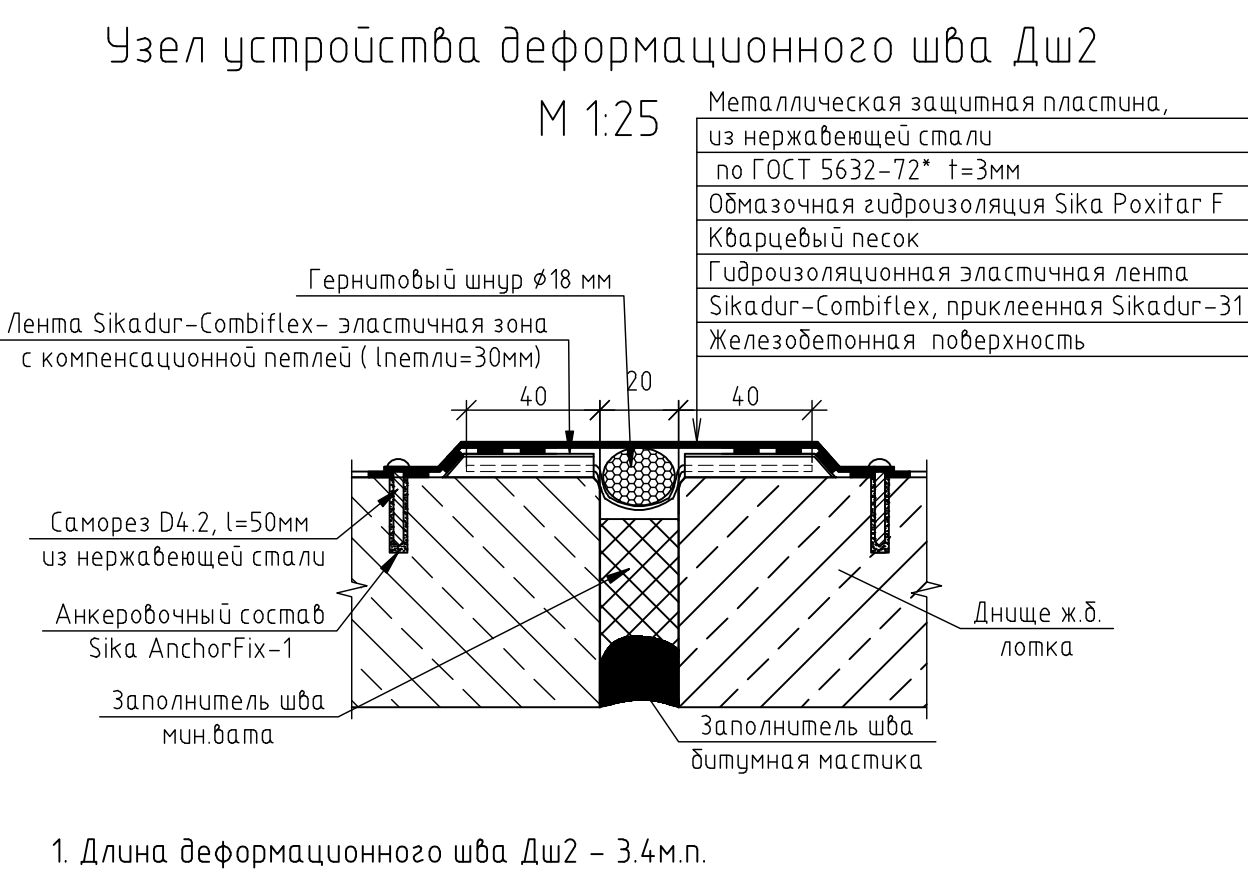 Узел устройства деформационного шва Дш2
М 1:25
Металлическая защитная пластина,
из нержавеющей стали
по ГОСТ 5632-72* t=3мм
Обмазочная гидроизоляция Sika Poxitar F
Кварцевый песок
Гидроизоляционная эластичная лента
Sikadur-Combiflex, приклеенная Sikadur-31
Железобетонная поверхность
Гернитовый шнур ϕ18 мм
Лента Sikadur-Combiflex- эластичная зона
с компенсационной петлей ( lпетли=30мм)
40
20
40
Саморез D4.2, l=50мм
из нержавеющей стали
Анкеровочный состав
Sika AnchorFix-1
Заполнитель шва
мин.вата
Днище ж.б.
лотка
Заполнитель шва
битумная мастика
1. Длина деформационного шва Дш2 - 3.4м.п.